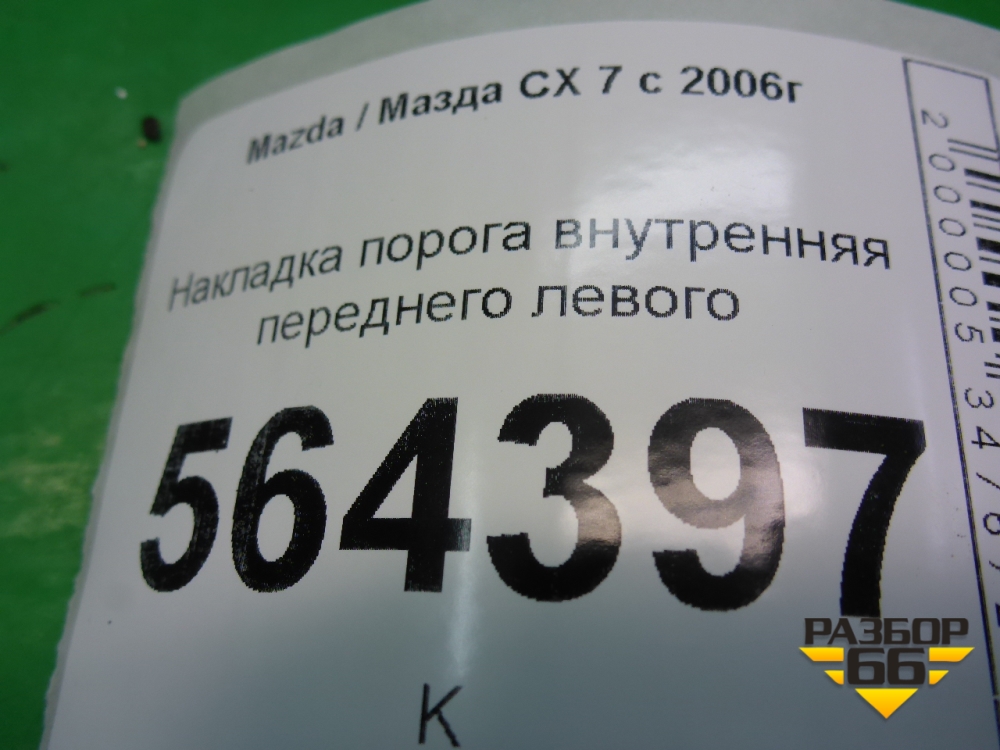 Mazda / Мазда CX 7 с 2006г
Накладка порога внутренняя
переднего левого
564397
К
РАЗБОР
66